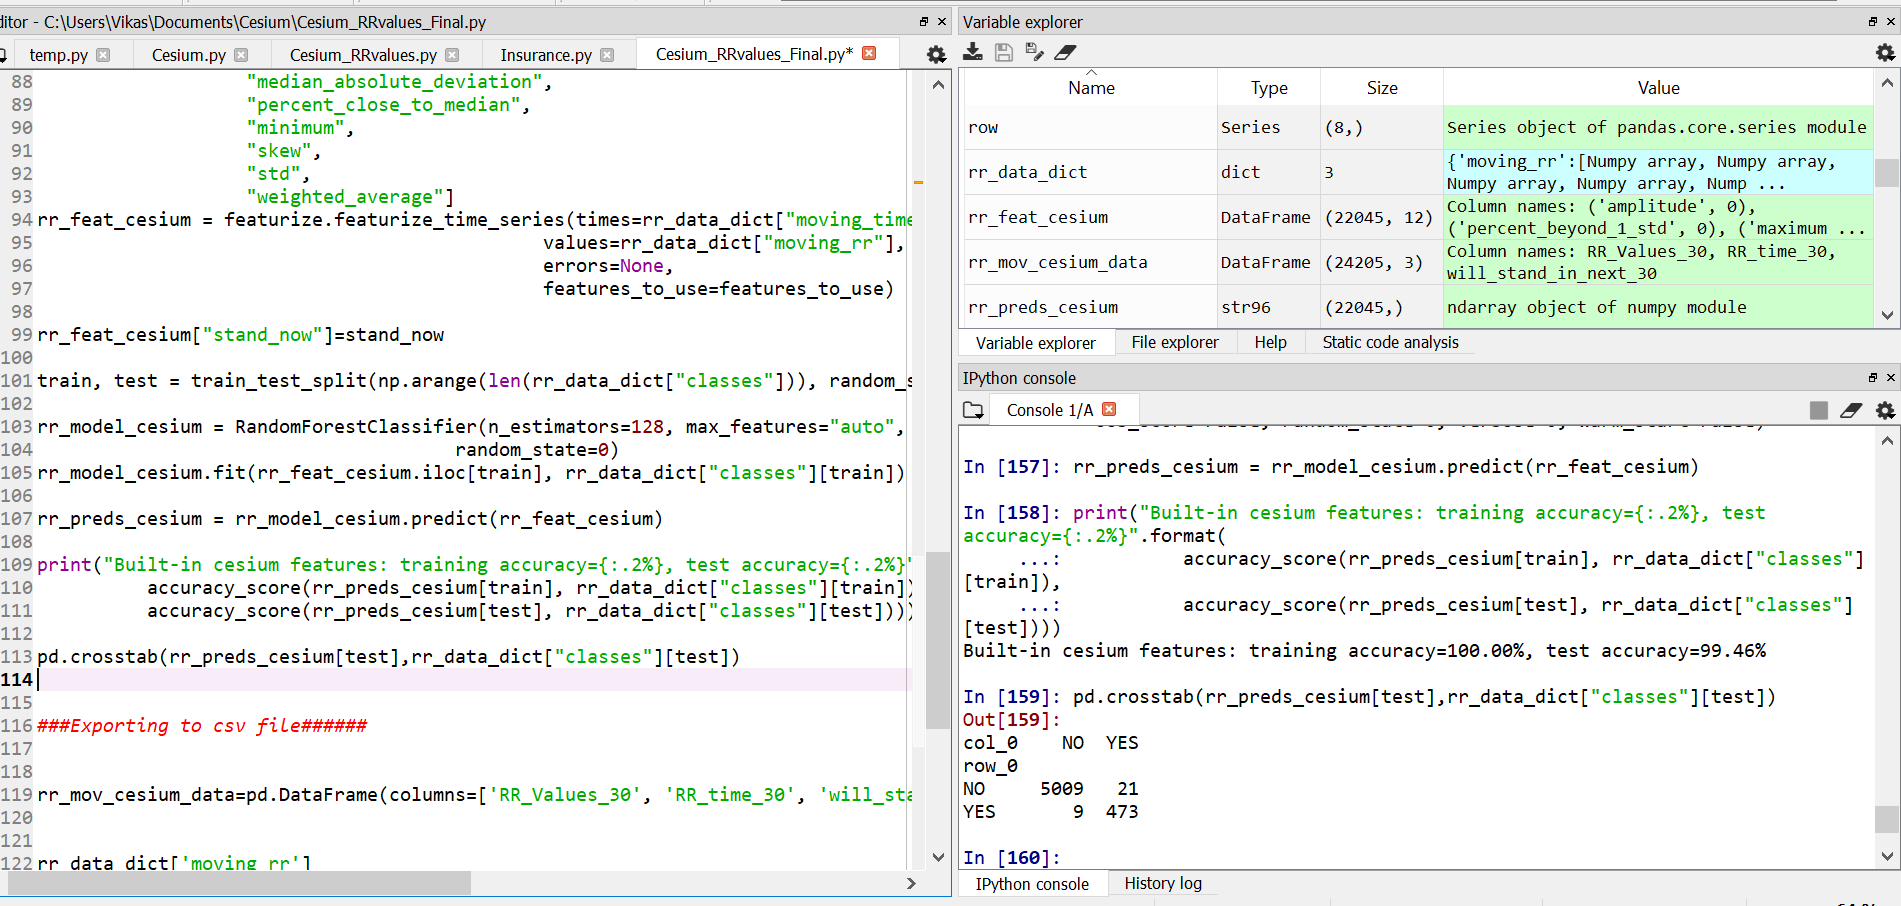 ditor - C:\Users\Vikas\Documents\Cesium\Cesium_RRvalues_Final.py
temp.py Cesium.py Cesium_RRvalues.py Insurance.py Cesium_RRvalues_Final.py*
88 "median_absolute_deviation",
89 "percent_close_to_median",
90 "minimum",
91 "skew",
92 "std",
93 "weighted_average"]
94 rr_feat_cesium = featurize.featurize_time_series(times=rr_data_dict["moving_time
95 values=rr_data_dict["moving_rr"],
96 errors=None,
97 features_to_use=features_to_use)
98
99 rr_feat_cesium["stand_now"]=stand_now
100
101 train, test = train_test_split(np.arange(len(rr_data_dict["classes"])), random_s
102
103 rr_model_cesium = RandomForestClassifier(n_estimators=128, max_features="auto",
104 random_state=0)
105 rr_model_cesium.fit(rr_feat_cesium.iloc[train], rr_data_dict["classes"][train])
106
107 rr_preds_cesium = rr_model_cesium.predict(rr_feat_cesium)
108
109 print("Built-in cesium features: training accuracy={:.2%}, test accuracy={:.2%}"
110 accuracy_score(rr_preds_cesium[train], rr_data_dict["classes"][train])
111 accuracy_score(rr_preds_cesium[test], rr_data_dict["classes"][test])))
112
113 pd.crosstab(rr_preds_cesium[test],rr_data_dict["classes"][test])
114
115
116 ###Exporting to csv file######
117
118
119 rr_mov_cesium_data=pd.DataFrame(columns=['RR_Values_30', 'RR_time_30', 'will_sta
120
121
122 rr_data_dict['moving_rr']
Variable explorer
Name Type Size Value
row Series (8,) Series object of pandas.core.series module
rr_data_dict dict 3 {'moving_rr':[Numpy array, Numpy array,
Numpy array, Numpy array, Nump ...
rr_feat_cesium DataFrame (22045, 12) Column names: ('amplitude', 0),
('percent_beyond_1_std', 0), ('maximum ...
rr_mov_cesium_data DataFrame (24205, 3) Column names: RR_Values_30, RR_time_30,
will_stand_in_next_30
rr_preds_cesium str96 (22045,) ndarray object of numpy module
Variable explorer File explorer Help Static code analysis
IPython console
Console 1/A
In [157]: rr_preds_cesium = rr_model_cesium.predict(rr_feat_cesium)
In [158]: print("Built-in cesium features: training accuracy={:.2%}, test
accuracy={:.2%}".format(
...: accuracy_score(rr_preds_cesium[train], rr_data_dict["classes"]
[train]),
...: accuracy_score(rr_preds_cesium[test], rr_data_dict["classes"]
[test])))
Built-in cesium features: training accuracy=100.00%, test accuracy=99.46%
In [159]: pd.crosstab(rr_preds_cesium[test],rr_data_dict["classes"][test])
Out[159]:
col_0 NO YES
row_0
NO 5009 21
YES 9 473
In [160]:
IPython console History log